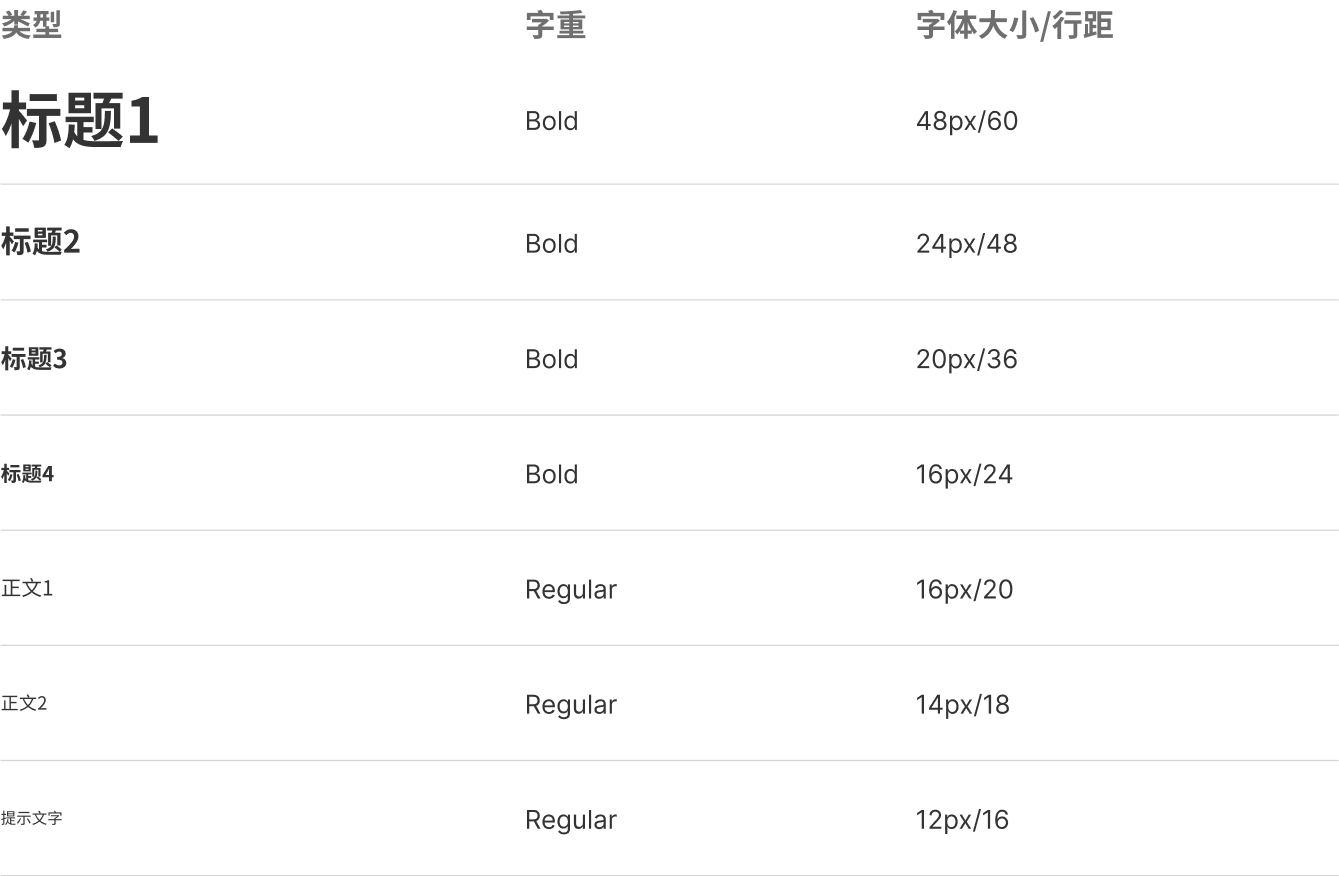 类型 字重 字体大小/行距
标题1 Bold 48px/60
标题2 Bold 24px/48
标题3 Bold 20px/36
标题4 Bold 16px/24
正文1 Regular 16px/20
正文2 Regular 14px/18
提示文字 Regular 12px/16